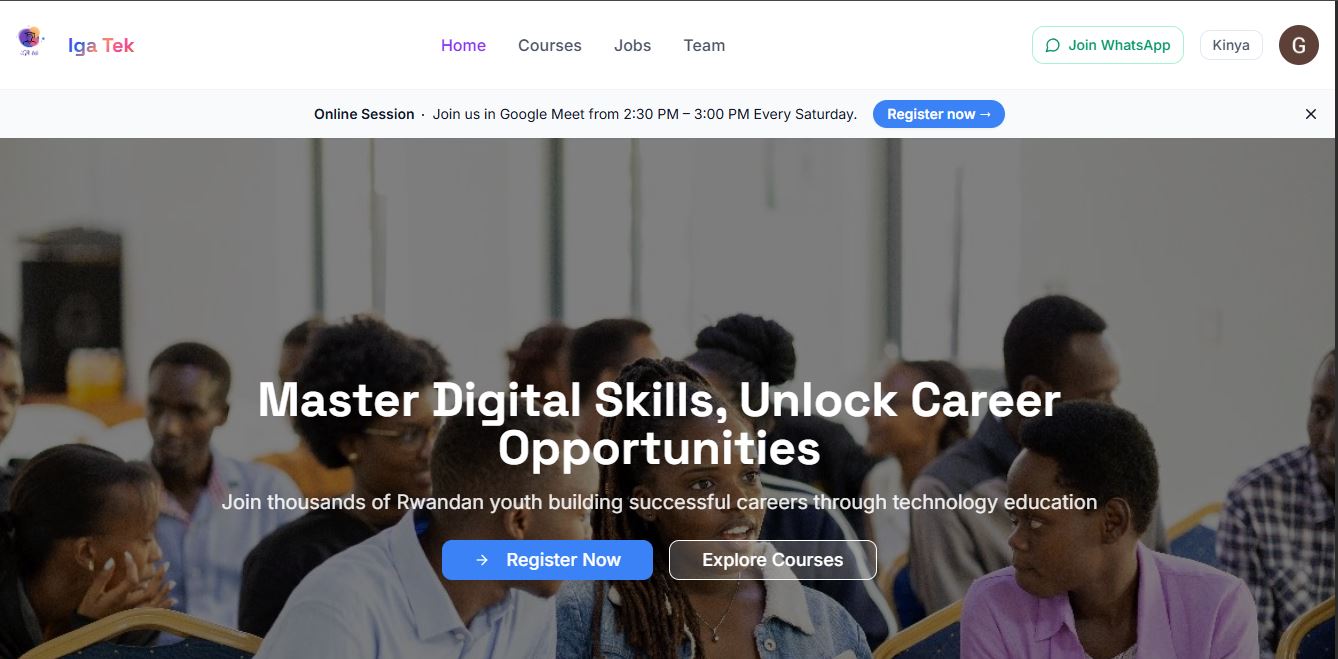 Iga Tek
Home
Courses
Jobs
Team
Join WhatsApp
Kinya
G
Online Session · Join us in Google Meet from 2:30 PM – 3:00 PM Every Saturday.
Register now →
Master Digital Skills, Unlock Career
Opportunities
Join thousands of Rwandan youth building successful careers through technology education
→ Register Now
Explore Courses